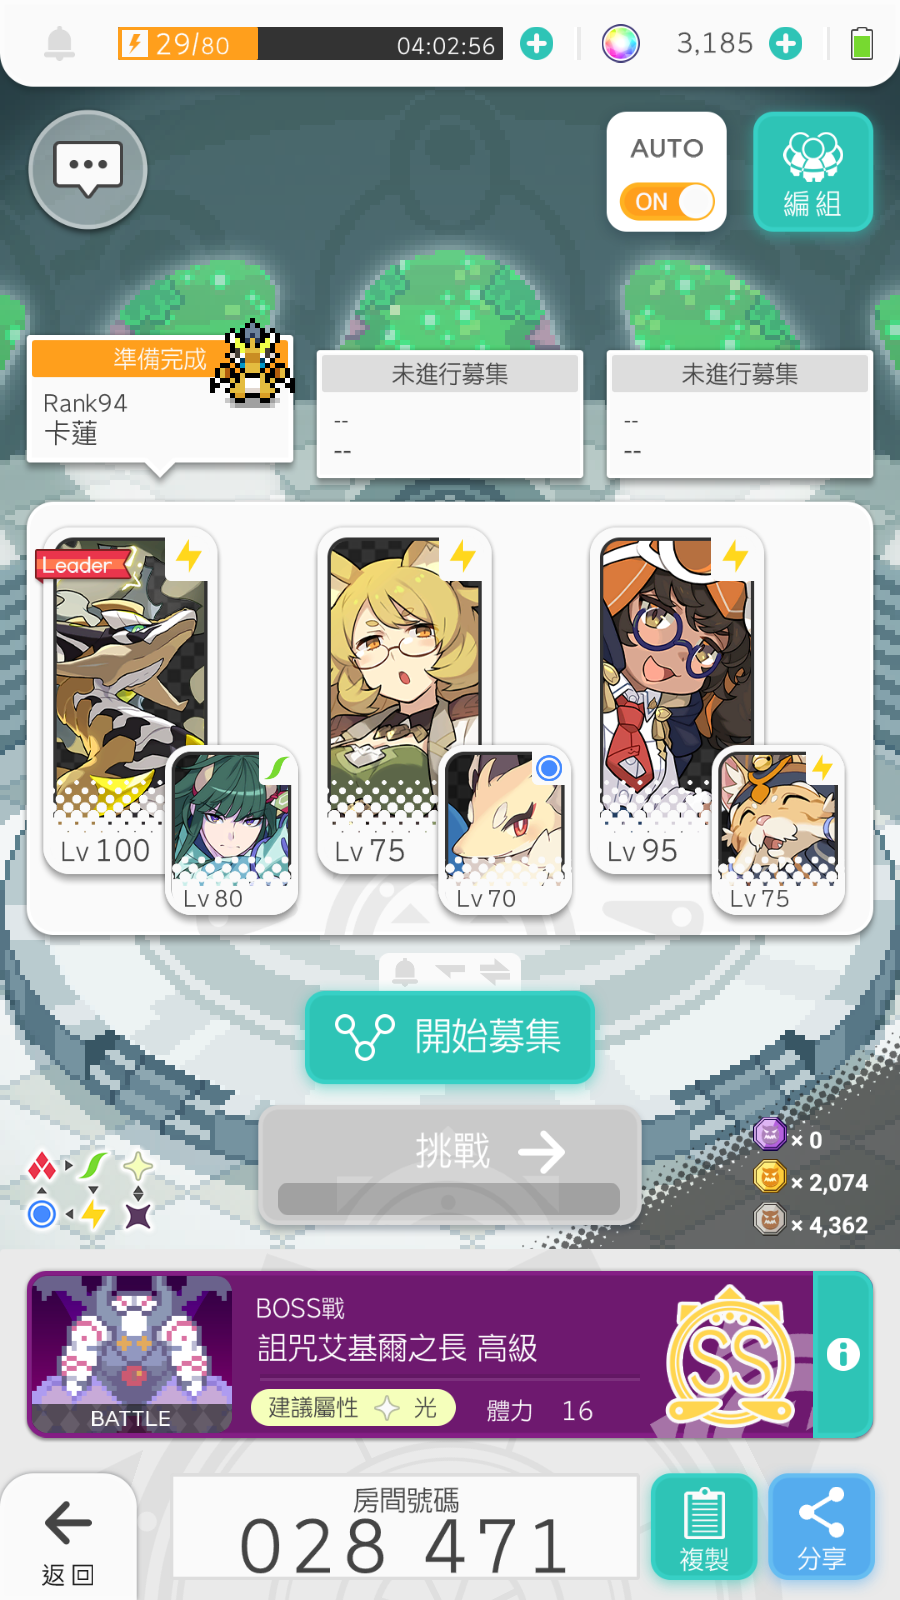 29/80
04:02:56
3,185
AUTO
ON
編組
準備完成
Rank94
卡蓮
未進行募集
--
--
未進行募集
--
--
Leader
Lv 100
Lv 80
Lv 75
Lv 70
Lv 95
Lv 75
開始募集
挑戰
× 0
× 2,074
× 4,362
BATTLE
BOSS戰
詛咒艾基爾之長 高級
建議屬性 光
體力 16
SS
房間號碼
028 471
返回
複製
分享